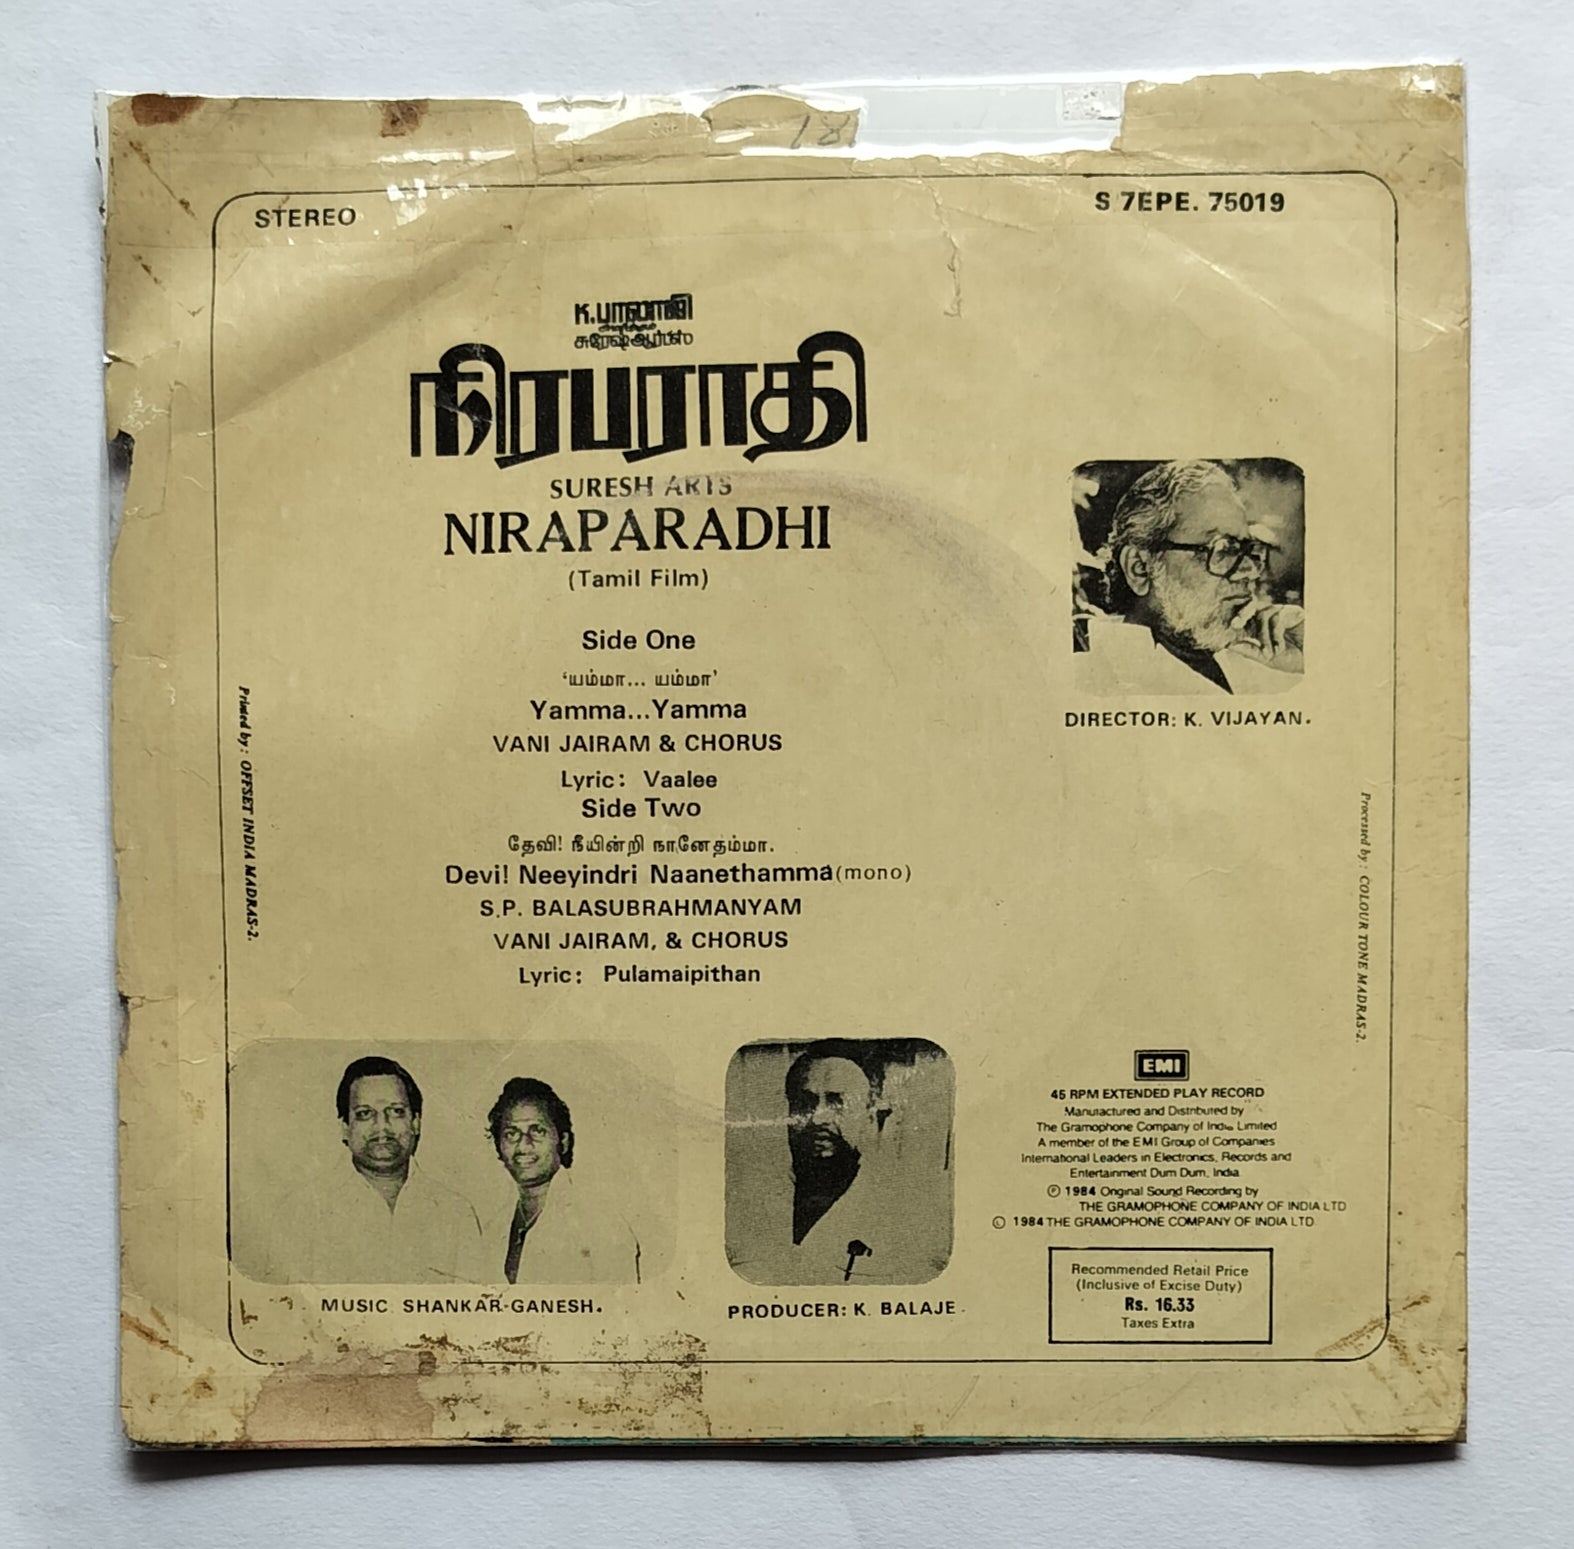 181
STEREO
S 7EPE. 75019
K.பாலாஜி
சுரேஷ்ஆர்ட்ஸ்
நிரபராதி
SURESH ARTS
NIRAPARADHI
(Tamil Film)
Side One
‘யம்மா... யம்மா’
Yamma...Yamma
VANI JAIRAM & CHORUS
Lyric: Vaalee
Side Two
தேவி! நீயின்றி நானேதம்மா.
Devi! Neeyindri Naanethamma (mono)
S.P. BALASUBRAHMANYAM
VANI JAIRAM, & CHORUS
Lyric: Pulamaipithan
DIRECTOR: K. VIJAYAN.
Printed by: OFFSET INDIA MADRAS-2.
Processed by: COLOUR TONE MADRAS-2.
MUSIC SHANKAR-GANESH.
PRODUCER: K. BALAJE.
EMI
45 RPM EXTENDED PLAY RECORD
Manufactured and Distributed by
The Gramophone Company of India Limited
A member of the EMI Group of Companies
International Leaders in Electronics, Records and
Entertainment Dum Dum, India
Ⓟ 1984 Original Sound Recording by
THE GRAMOPHONE COMPANY OF INDIA LTD
© 1984 THE GRAMOPHONE COMPANY OF INDIA LTD
Recommended Retail Price
(Inclusive of Excise Duty)
Rs. 16.33
Taxes Extra